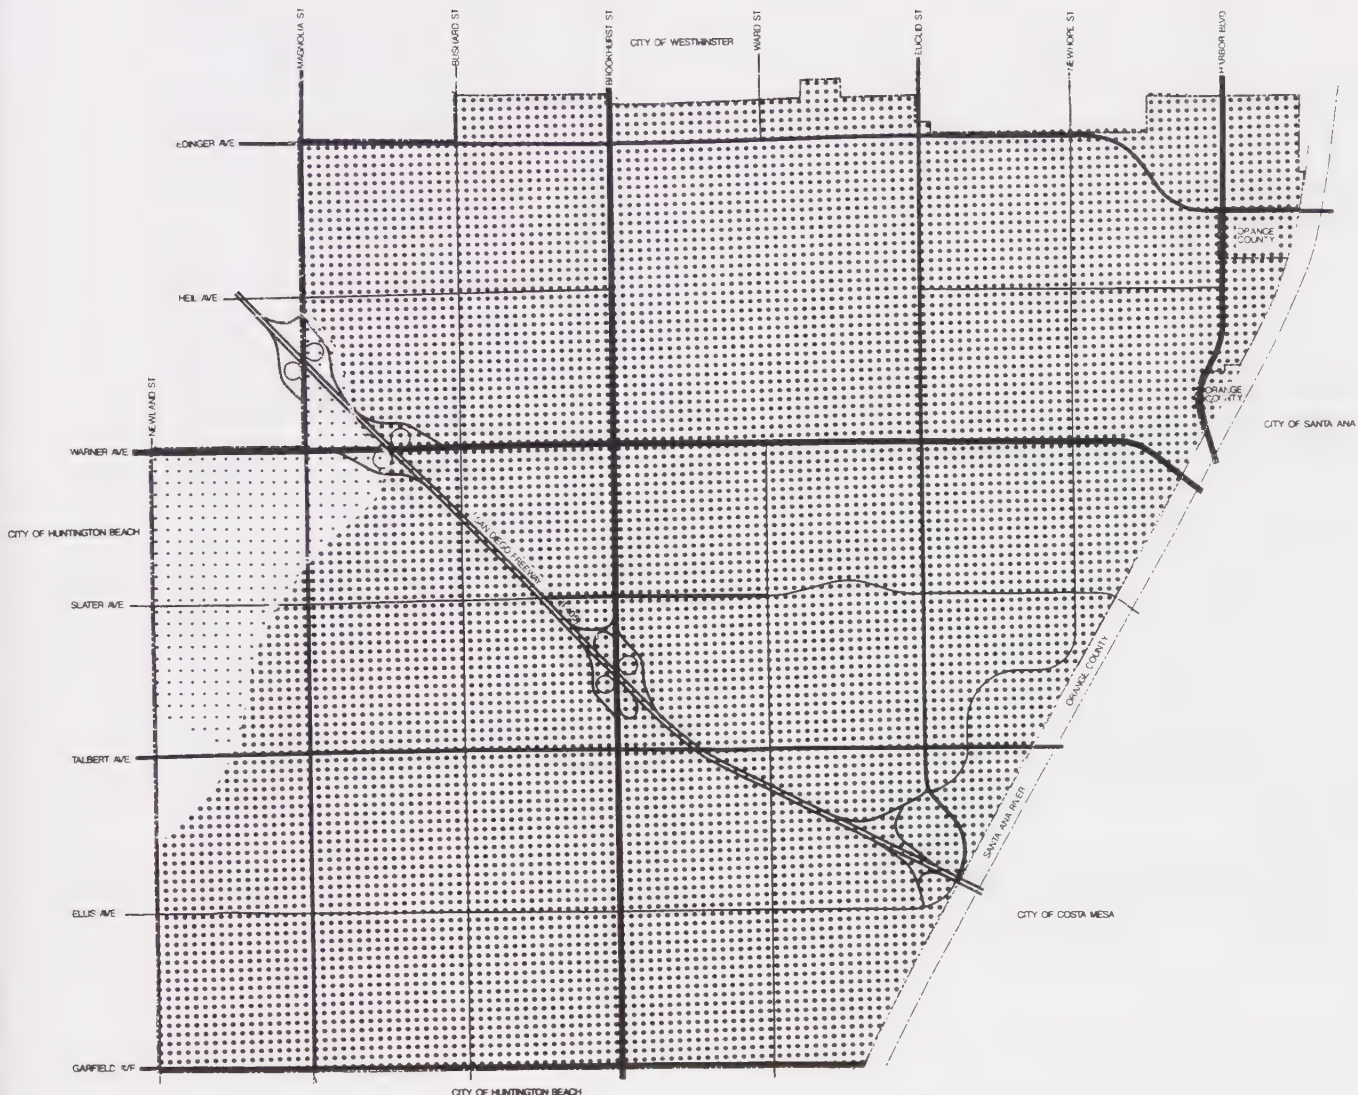 MAGNOLIA ST
BUSHARD ST
BROOKHURST ST
CITY OF WESTMINSTER
WARD ST
EUCLID ST
NEWHOPE ST
HARBOR BLVD
EDINGER AVE
ORANGE
COUNTY
HEIL AVE
NEWLAND ST
ORANGE
COUNTY
CITY OF SANTA ANA
WARNER AVE
CITY OF HUNTINGTON BEACH
SAN DIEGO FREEWAY
SLATER AVE
ORANGE COUNTY
TALBERT AVE
SANTA ANA RIVER
ELLIS AVE
CITY OF COSTA MESA
GARFIELD AVE
CITY OF HUNTINGTON BEACH